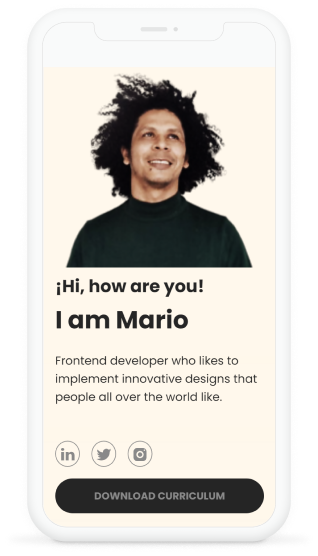 ¡Hi, how are you!
I am Mario
Frontend developer who likes to
implement innovative designs that
people all over the world like.
in
DOWNLOAD CURRICULUM